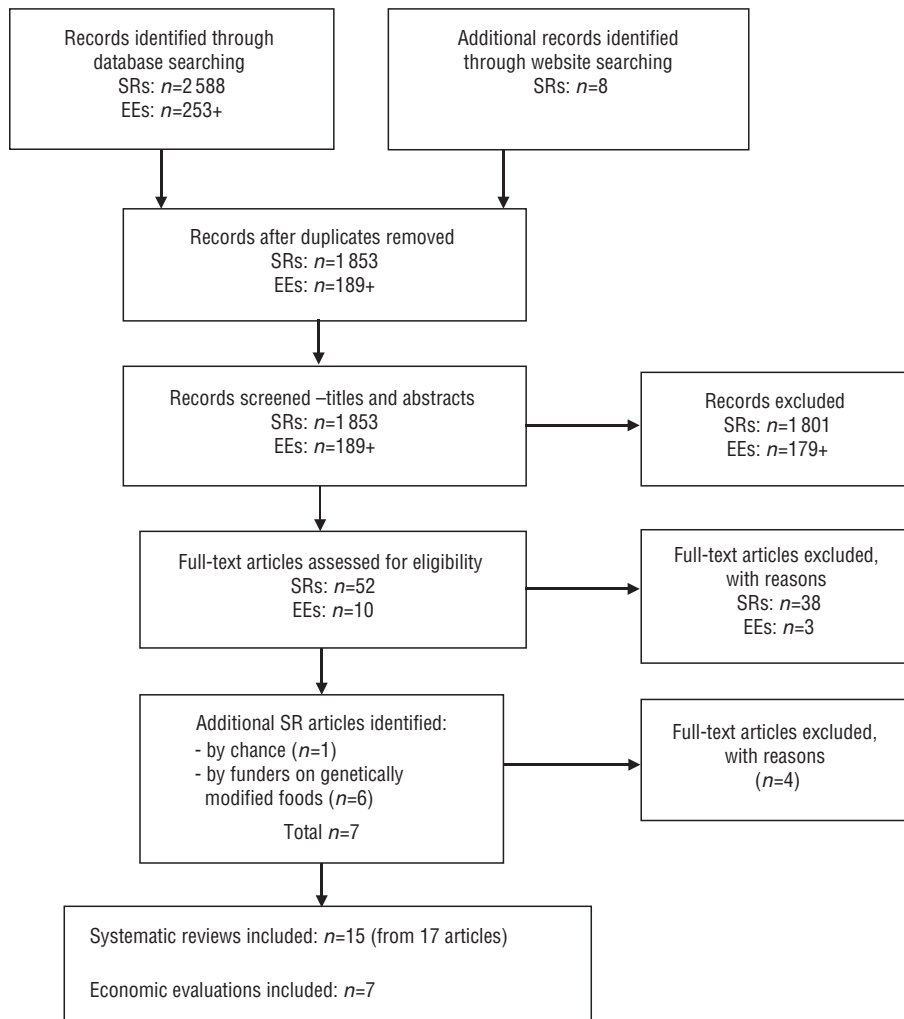 Records identified through
database searching
SRs: n=2 588
EEs: n=253+
Additional records identified
through website searching
SRs: n=8
Records after duplicates removed
SRs: n=1 853
EEs: n=189+
Records screened –titles and abstracts
SRs: n=1 853
EEs: n=189+
Records excluded
SRs: n=1 801
EEs: n=179+
Full-text articles assessed for eligibility
SRs: n=52
EEs: n=10
Full-text articles excluded,
with reasons
SRs: n=38
EEs: n=3
Additional SR articles identified:
- by chance (n=1)
- by funders on genetically
modified foods (n=6)
Total n=7
Full-text articles excluded,
with reasons
(n=4)
Systematic reviews included: n=15 (from 17 articles)
Economic evaluations included: n=7